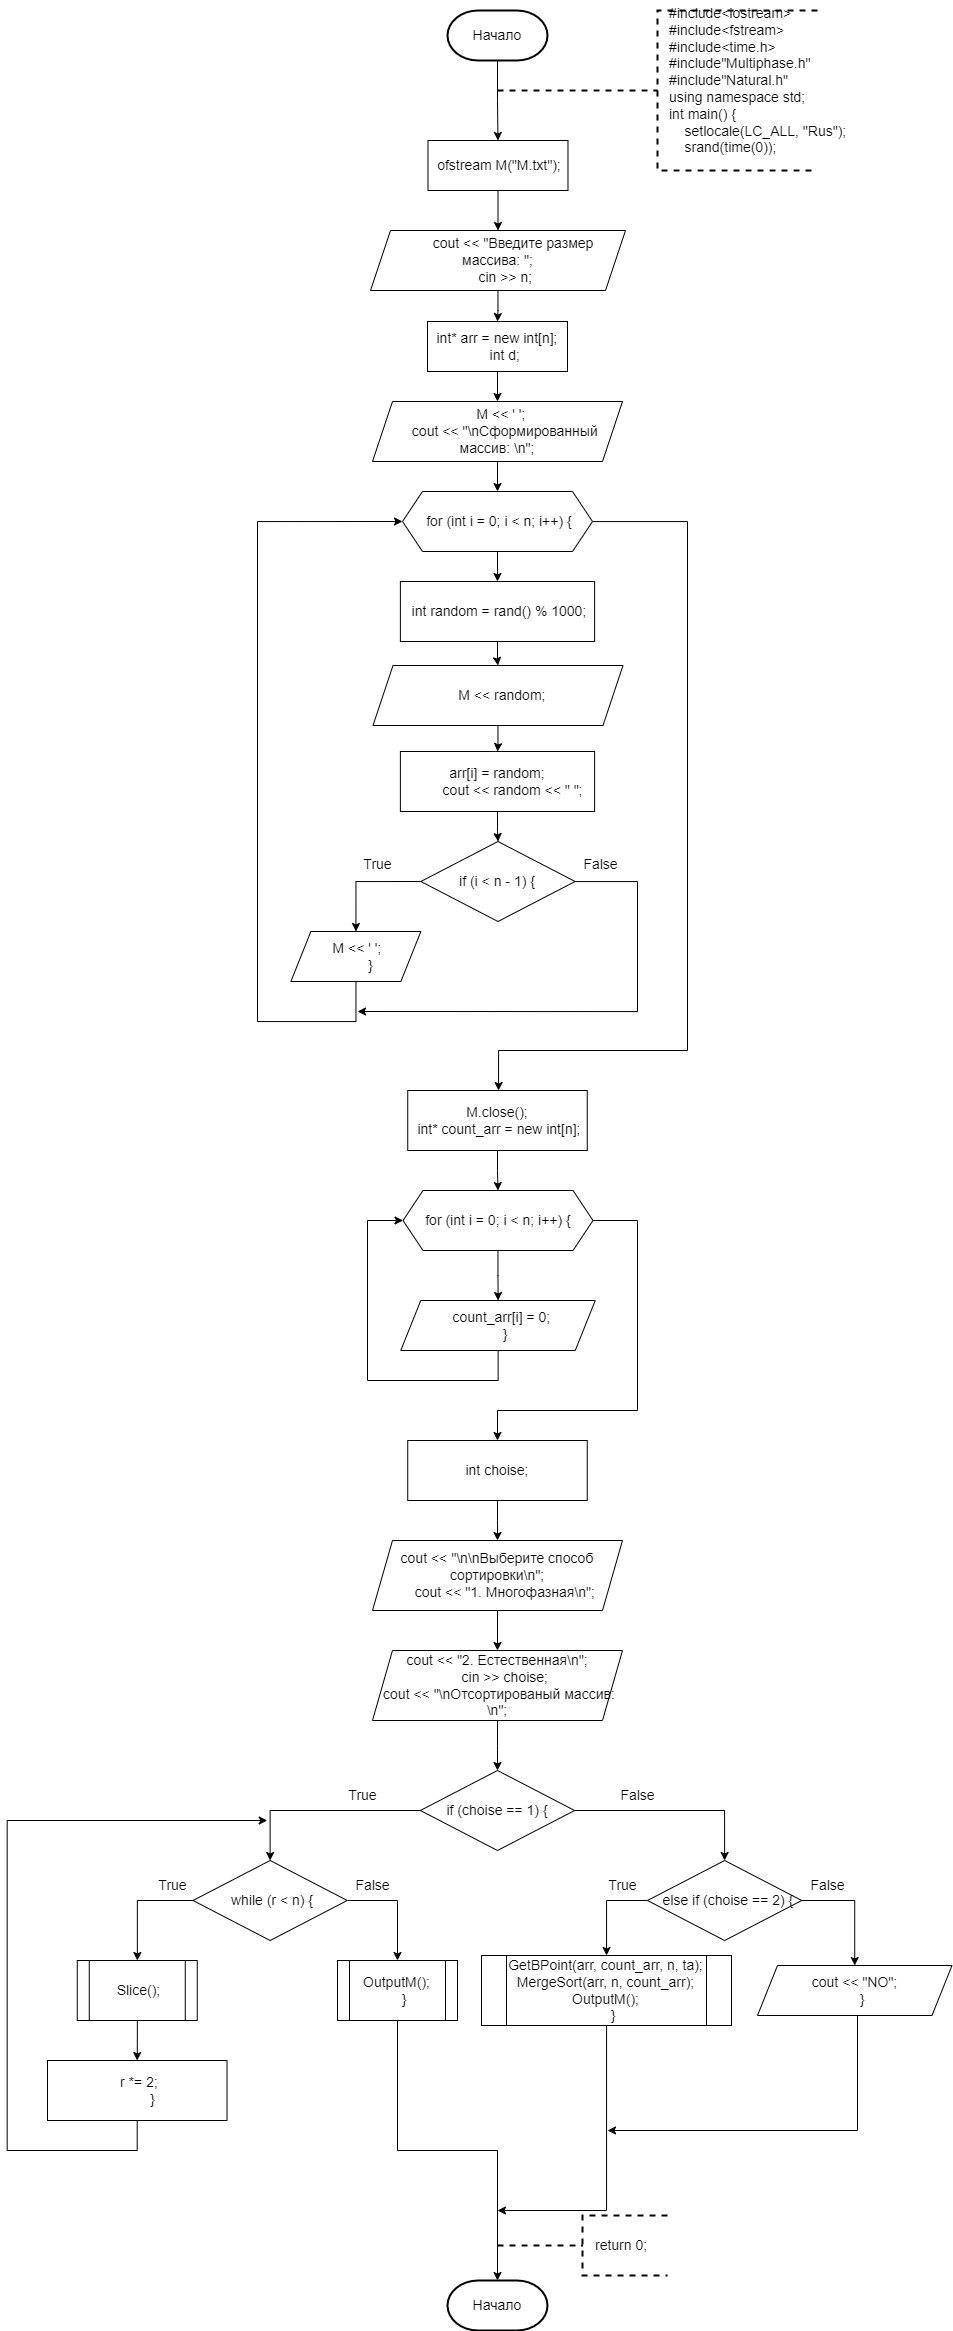 Начало
#include<iostream>
#include<fstream>
#include<time.h>
#include"Multiphase.h"
#include"Natural.h"
using namespace std;
int main() {
setlocale(LC_ALL, "Rus");
srand(time(0));
ofstream M("M.txt");
cout << "Введите размер
массива: ";
cin >> n;
int* arr = new int[n];
int d;
M << ' ';
cout << "\nСформированный
массив: \n";
for (int i = 0; i < n; i++) {
int random = rand() % 1000;
M << random;
arr[i] = random;
cout << random << " ";
True
False
if (i < n - 1) {
M << ' ';
}
M.close();
int* count_arr = new int[n];
for (int i = 0; i < n; i++) {
count_arr[i] = 0;
}
int choise;
cout << "\n\nВыберите способ
сортировки\n";
cout << "1. Многофазная\n";
cout << "2. Естественная\n";
cin >> choise;
cout << "\nОтсортированый массив:
\n";
True
False
if (choise == 1) {
True
False
while (r < n) {
True
False
else if (choise == 2) {
Slice();
OutputM();
}
GetBPoint(arr, count_arr, n, ta);
MergeSort(arr, n, count_arr);
OutputM();
}
cout << "NO";
}
r *= 2;
}
return 0;
Начало